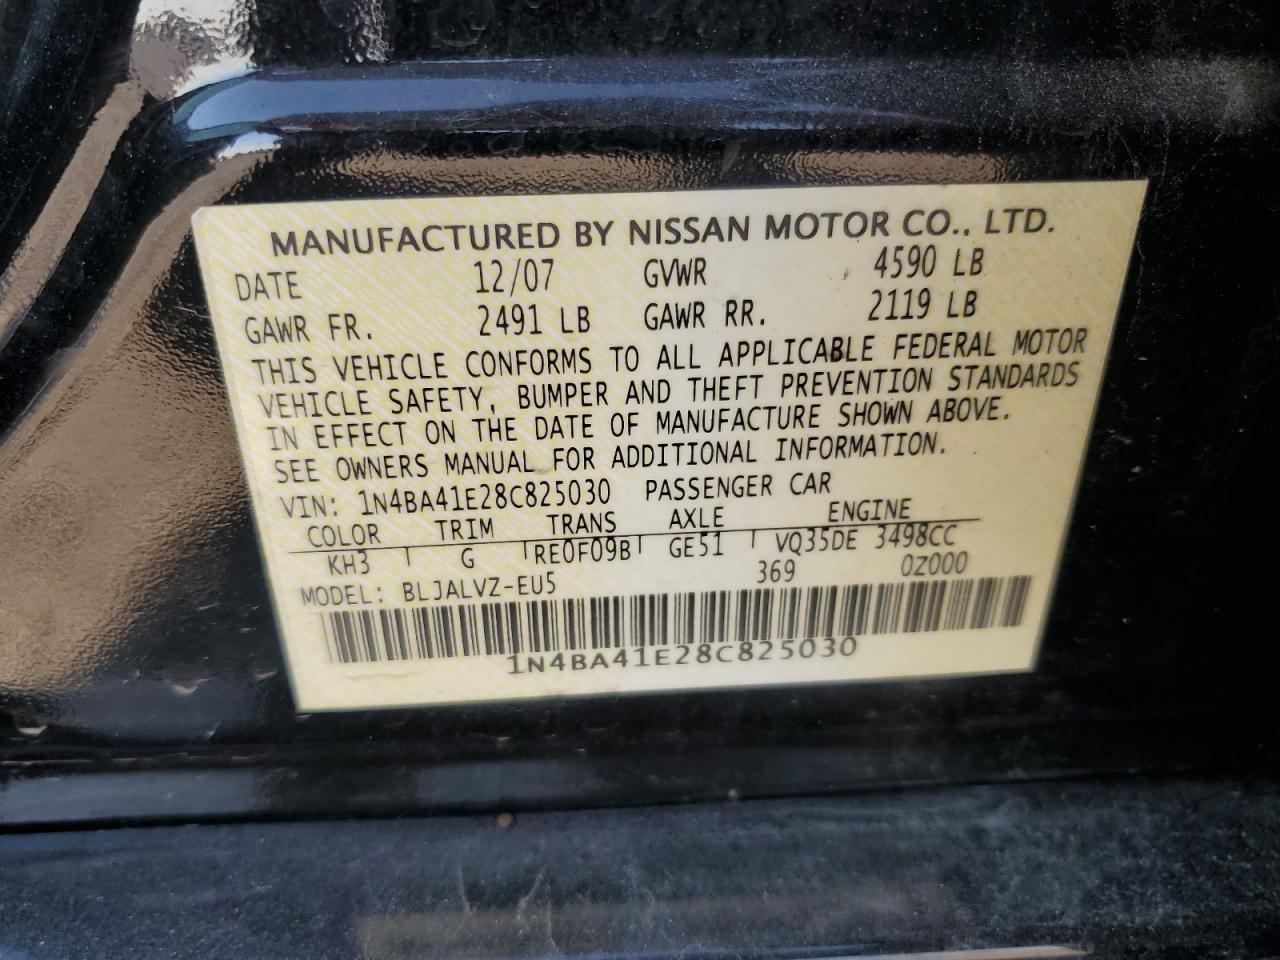 MANUFACTURED BY NISSAN MOTOR CO., LTD.
DATE 12/07 GVWR 4590 LB
GAWR FR. 2491 LB GAWR RR. 2119 LB
THIS VEHICLE CONFORMS TO ALL APPLICABLE FEDERAL MOTOR
VEHICLE SAFETY, BUMPER AND THEFT PREVENTION STANDARDS
IN EFFECT ON THE DATE OF MANUFACTURE SHOWN ABOVE.
SEE OWNERS MANUAL FOR ADDITIONAL INFORMATION.
VIN: 1N4BA41E28C825030 PASSENGER CAR
COLOR TRIM TRANS AXLE ENGINE
KH3 G RE0F09B GE51 VQ35DE 3498CC
MODEL: BLJALVZ-EU5 369 0Z000
1N4BA41E28C825030